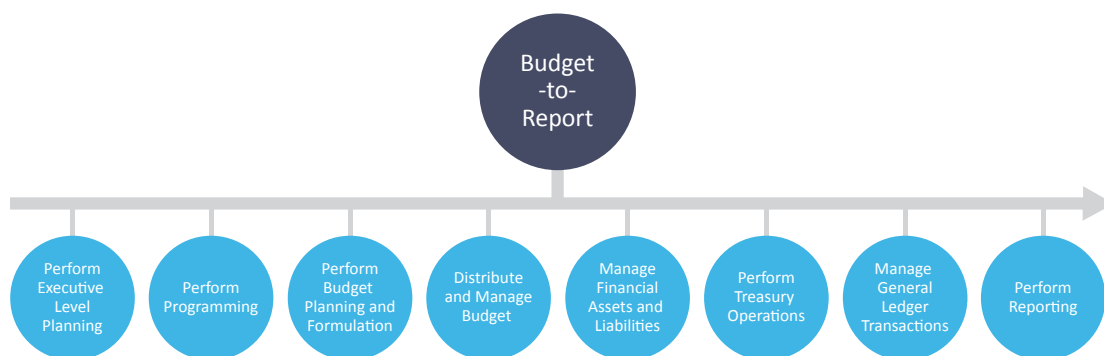 Budget
-to-
Report
Perform
Executive
Level
Planning
Perform
Programming
Perform
Budget
Planning and
Formulation
Distribute
and Manage
Budget
Manage
Financial
Assets and
Liabilities
Perform
Treasury
Operations
Manage
General
Ledger
Transactions
Perform
Reporting